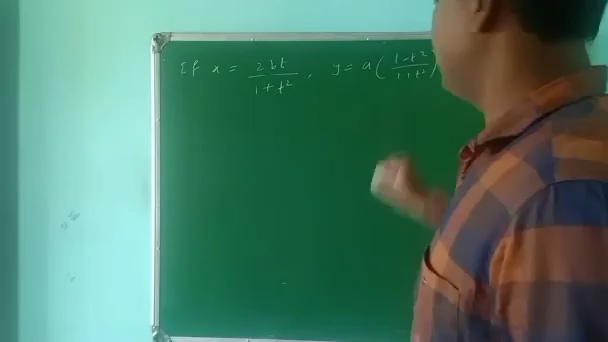 If x = 2bt/(1+t²), y = a((1-t²)/(1+t²))